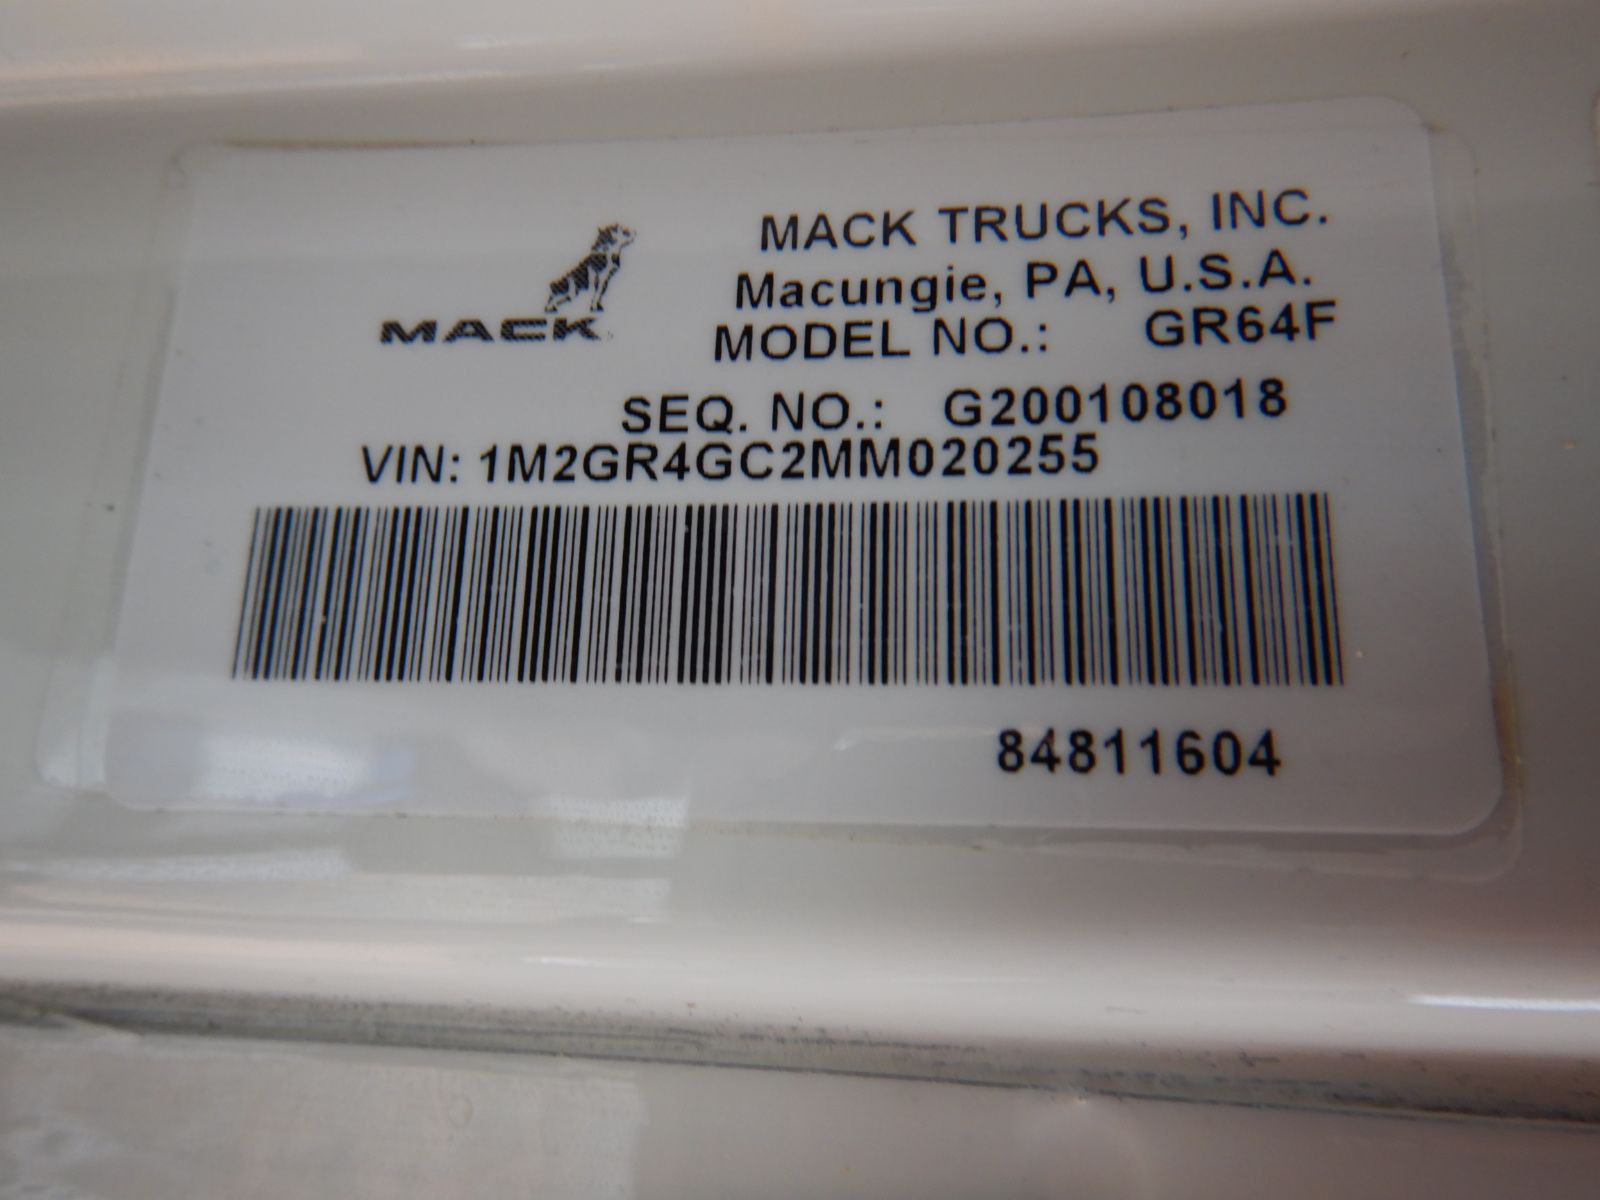 MACK
MACK TRUCKS, INC.
Macungie, PA, U.S.A.
MODEL NO.: GR64F
SEQ. NO.: G200108018
VIN: 1M2GR4GC2MM020255
84811604